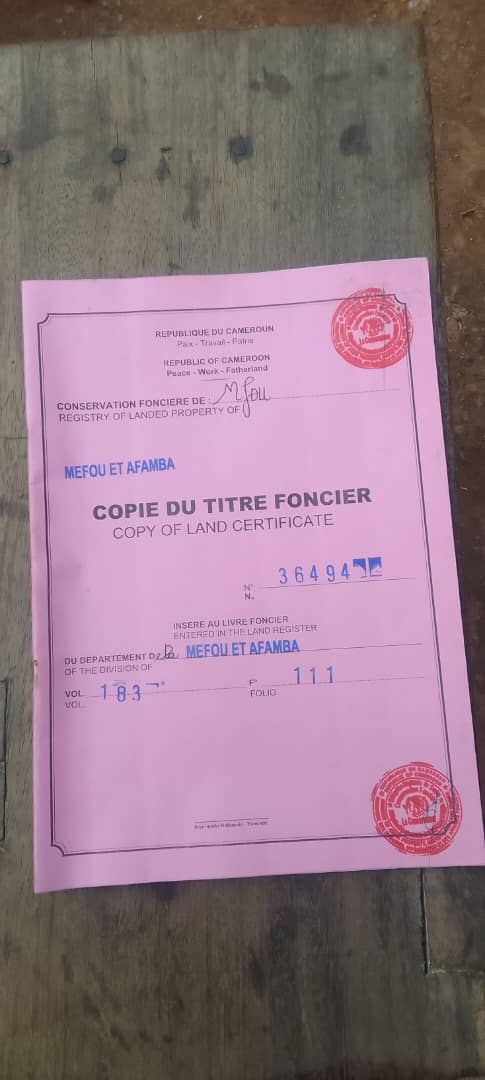 REPUBLIQUE DU CAMEROUN
Paix - Travail - Patrie
REPUBLIC OF CAMEROON
Peace - Work - Fatherland
CONSERVATION FONCIERE DE : Mfou
REGISTRY OF LANDED PROPERTY OF
MEFOU ET AFAMBA
COPIE DU TITRE FONCIER
COPY OF LAND CERTIFICATE
N° 36494
N.
INSERE AU LIVRE FONCIER
ENTERED IN THE LAND REGISTER
DU DEPARTEMENT De la MEFOU ET AFAMBA
OF THE DIVISION OF
VOL 183 F° 111
VOL. FOLIO